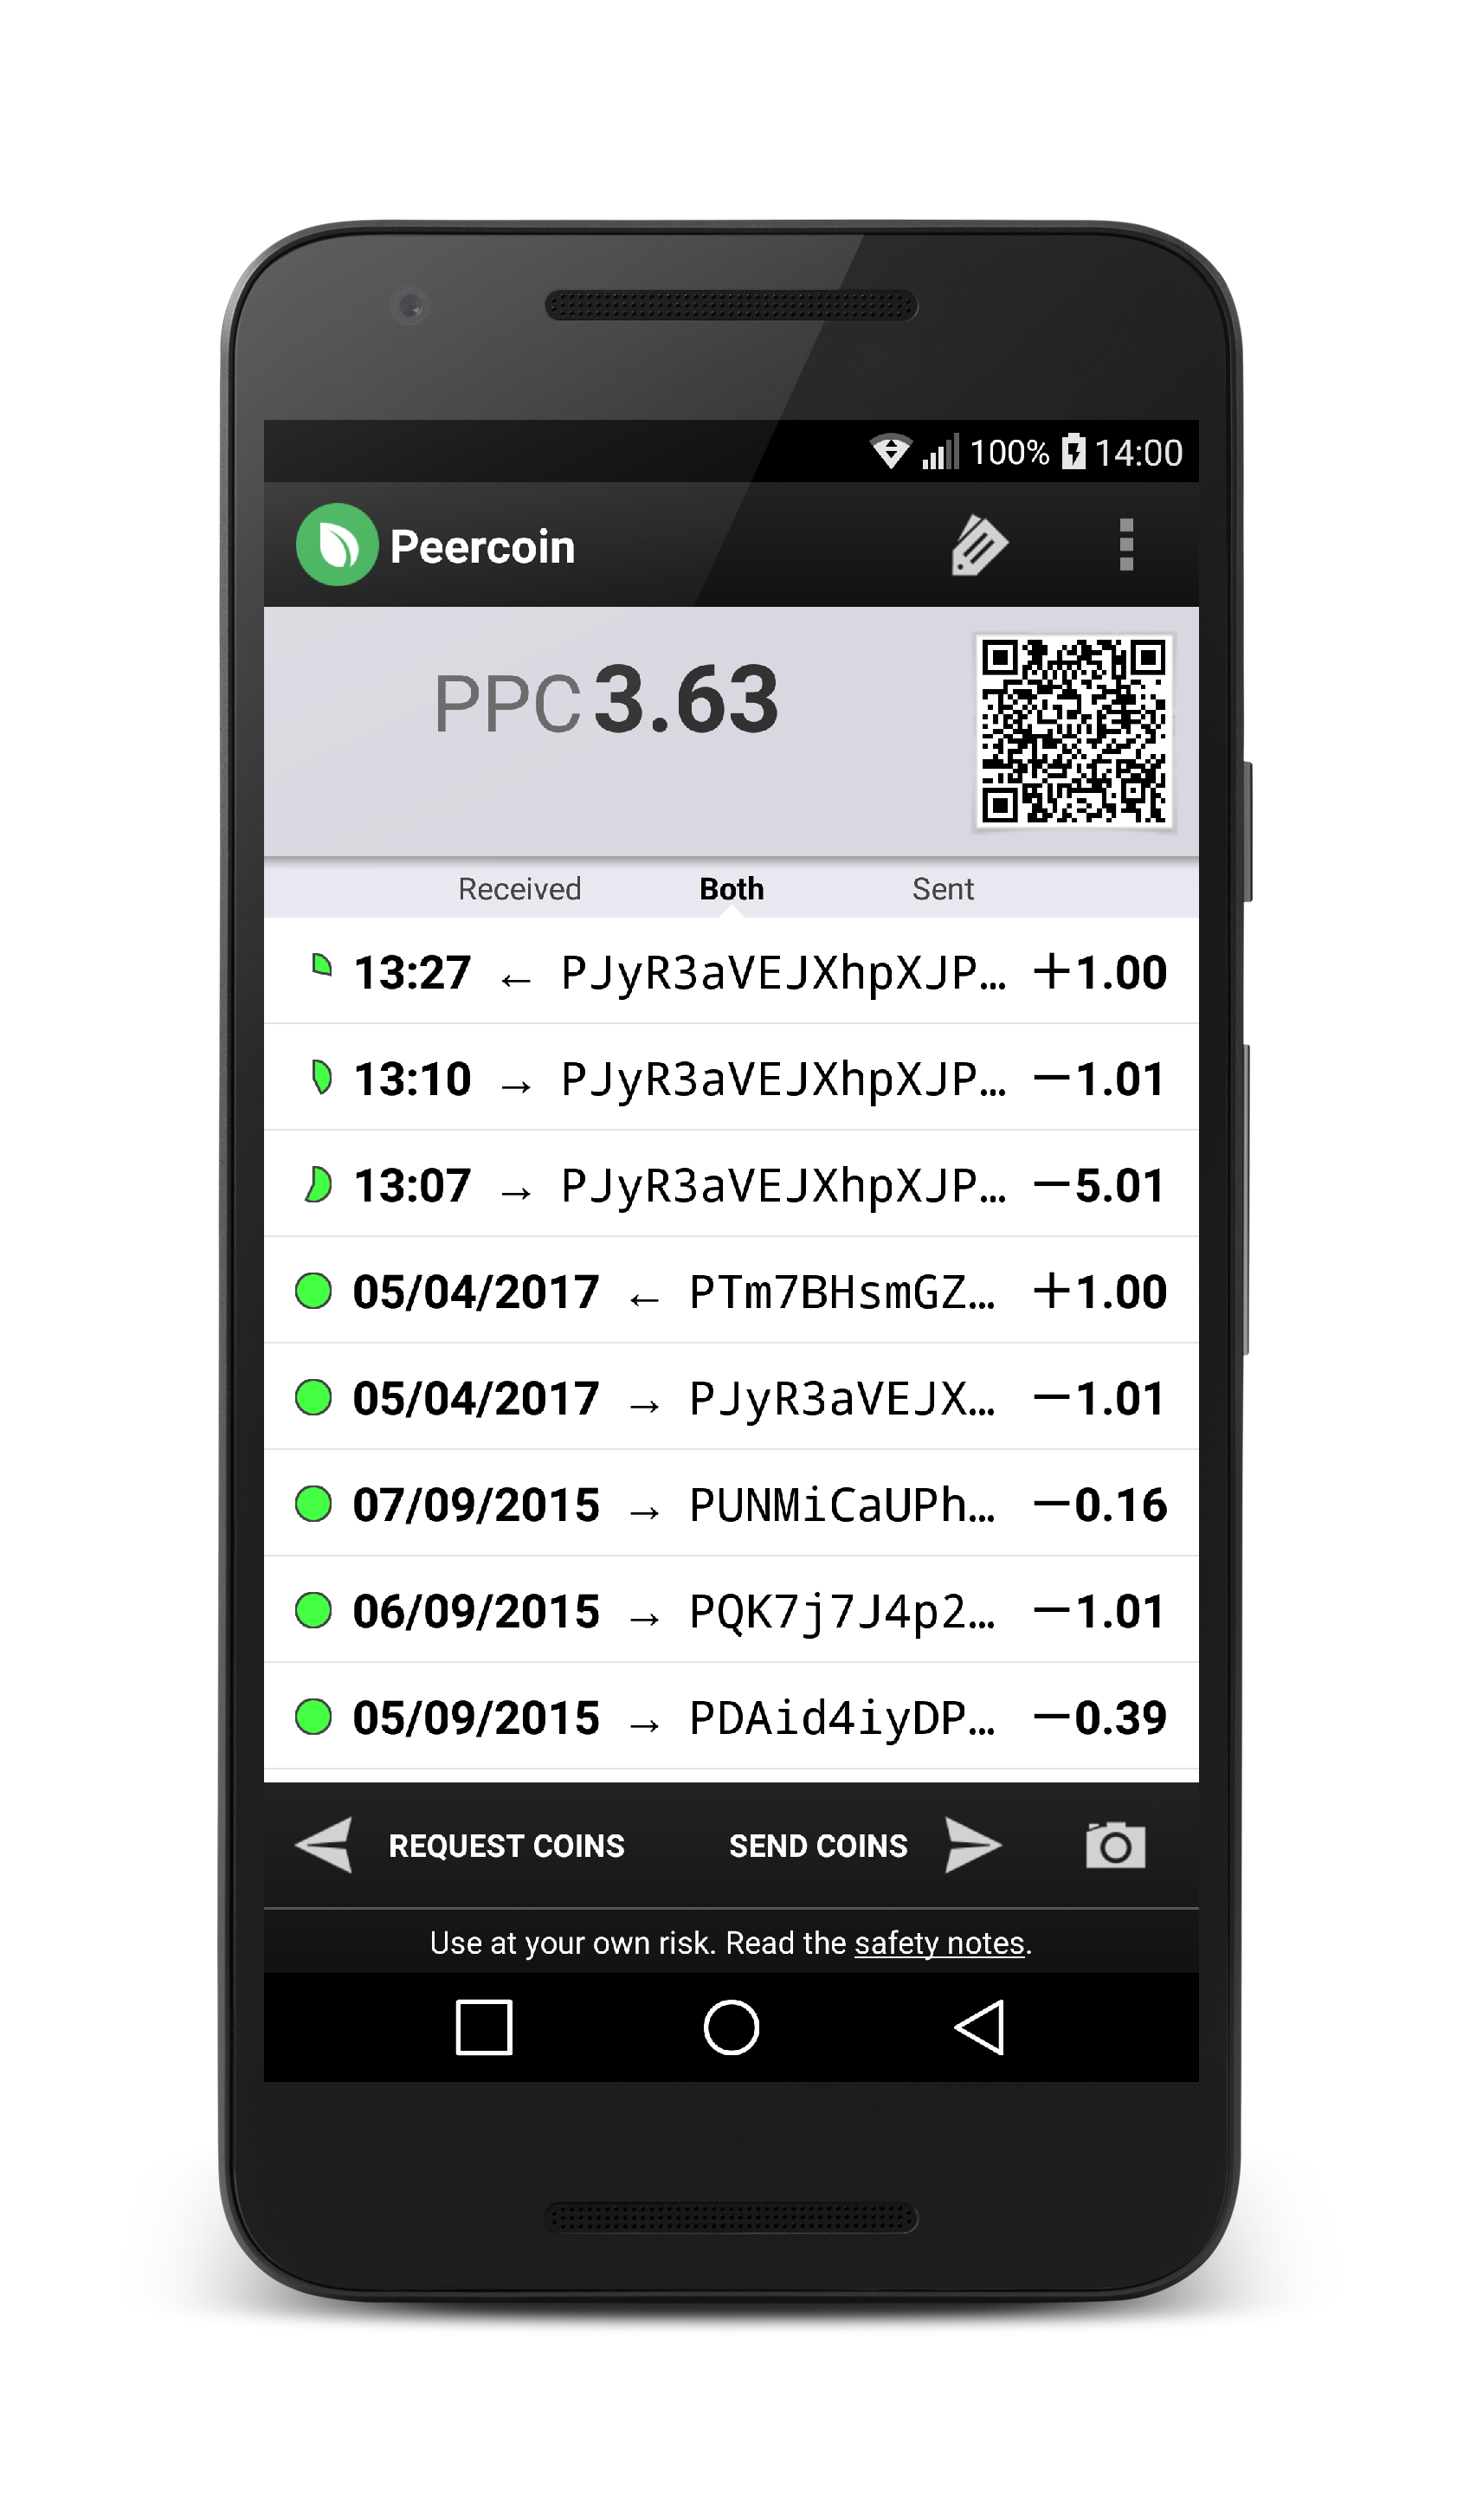 100% 14:00
Peercoin
PPC 3.63
Received Both Sent
13:27 ← PJyR3aVEJXhpXJP… +1.00
13:10 → PJyR3aVEJXhpXJP… −1.01
13:07 → PJyR3aVEJXhpXJP… −5.01
05/04/2017 ← PTm7BHsmGZ… +1.00
05/04/2017 → PJyR3aVEJX… −1.01
07/09/2015 → PUNMiCaUPh… −0.16
06/09/2015 → PQK7j7J4p2… −1.01
05/09/2015 → PDAid4iyDP… −0.39
REQUEST COINS SEND COINS
Use at your own risk. Read the safety notes.